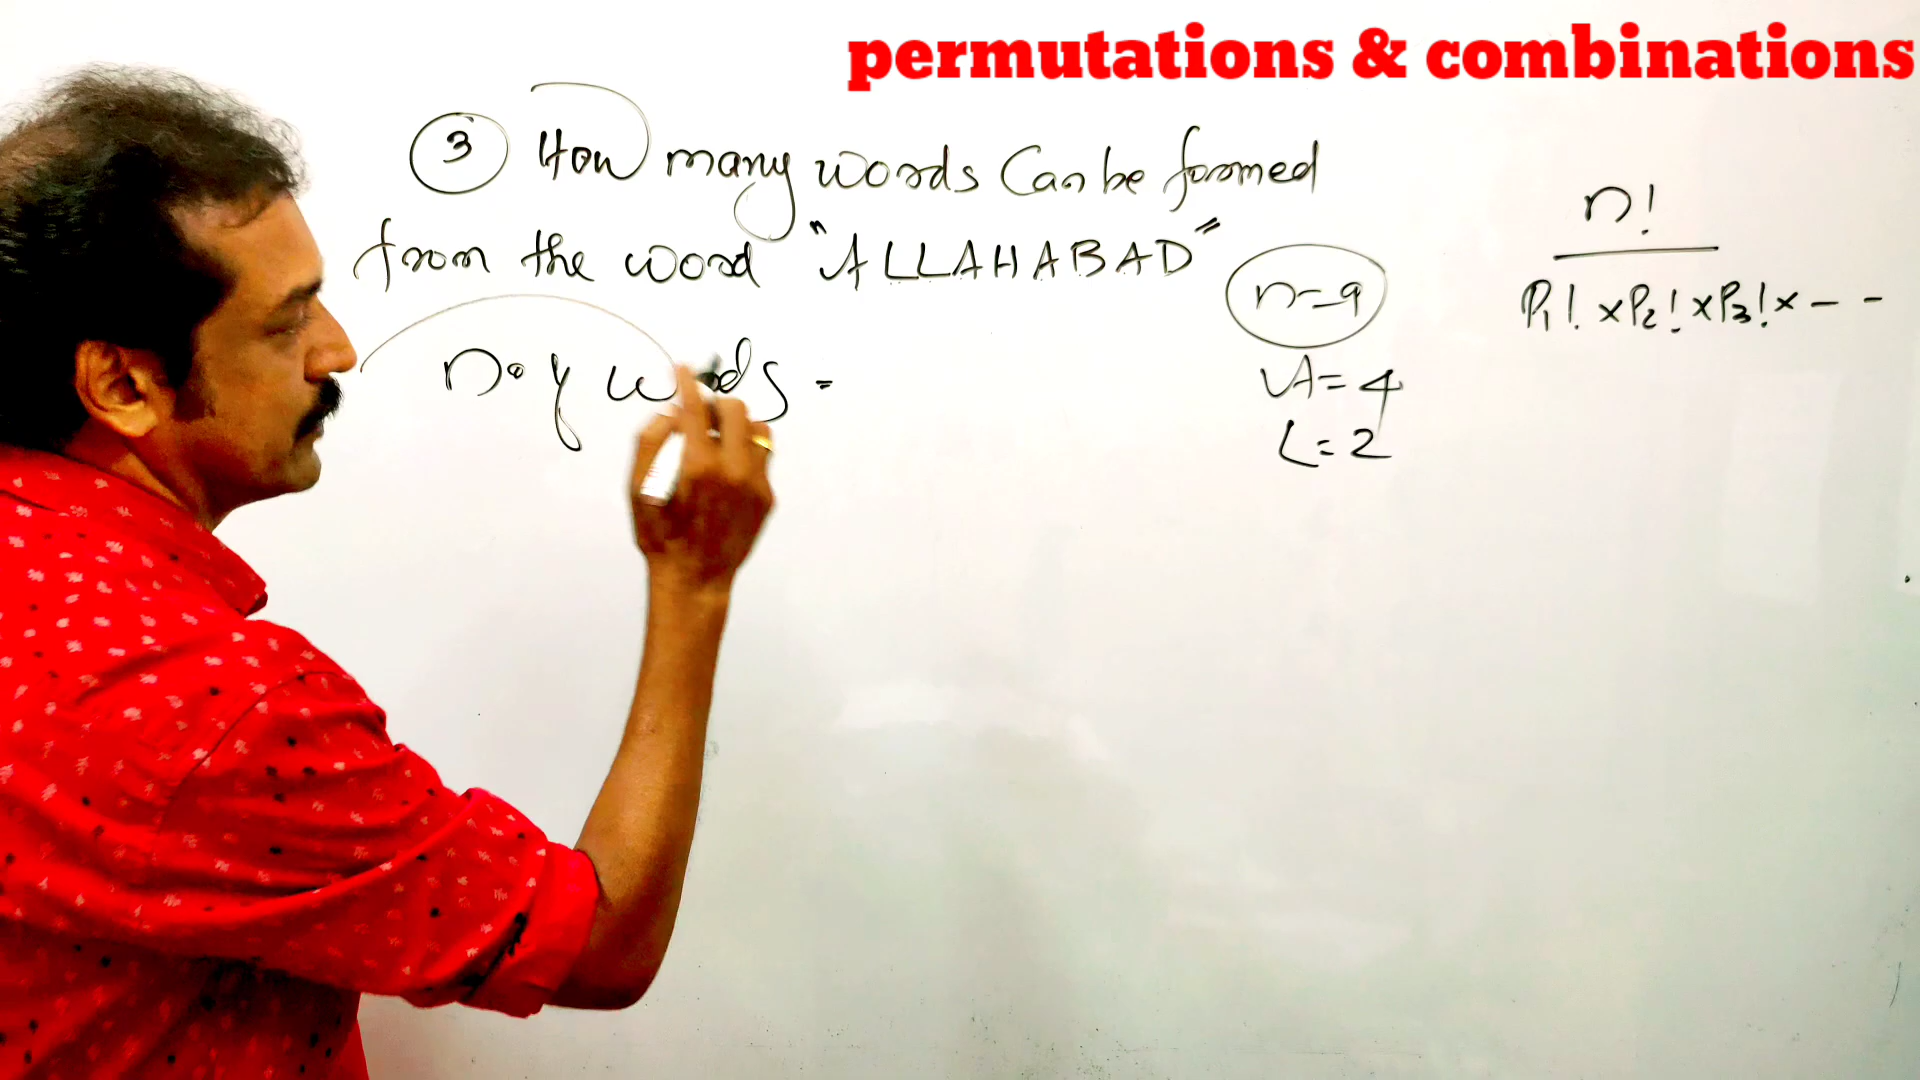 permutations & combinations
3 How many words Can be formed
from the word "ALLAHABAD"
n=9
A=4
L=2
n!
P1! x P2! x P3! x - -
no. of words =